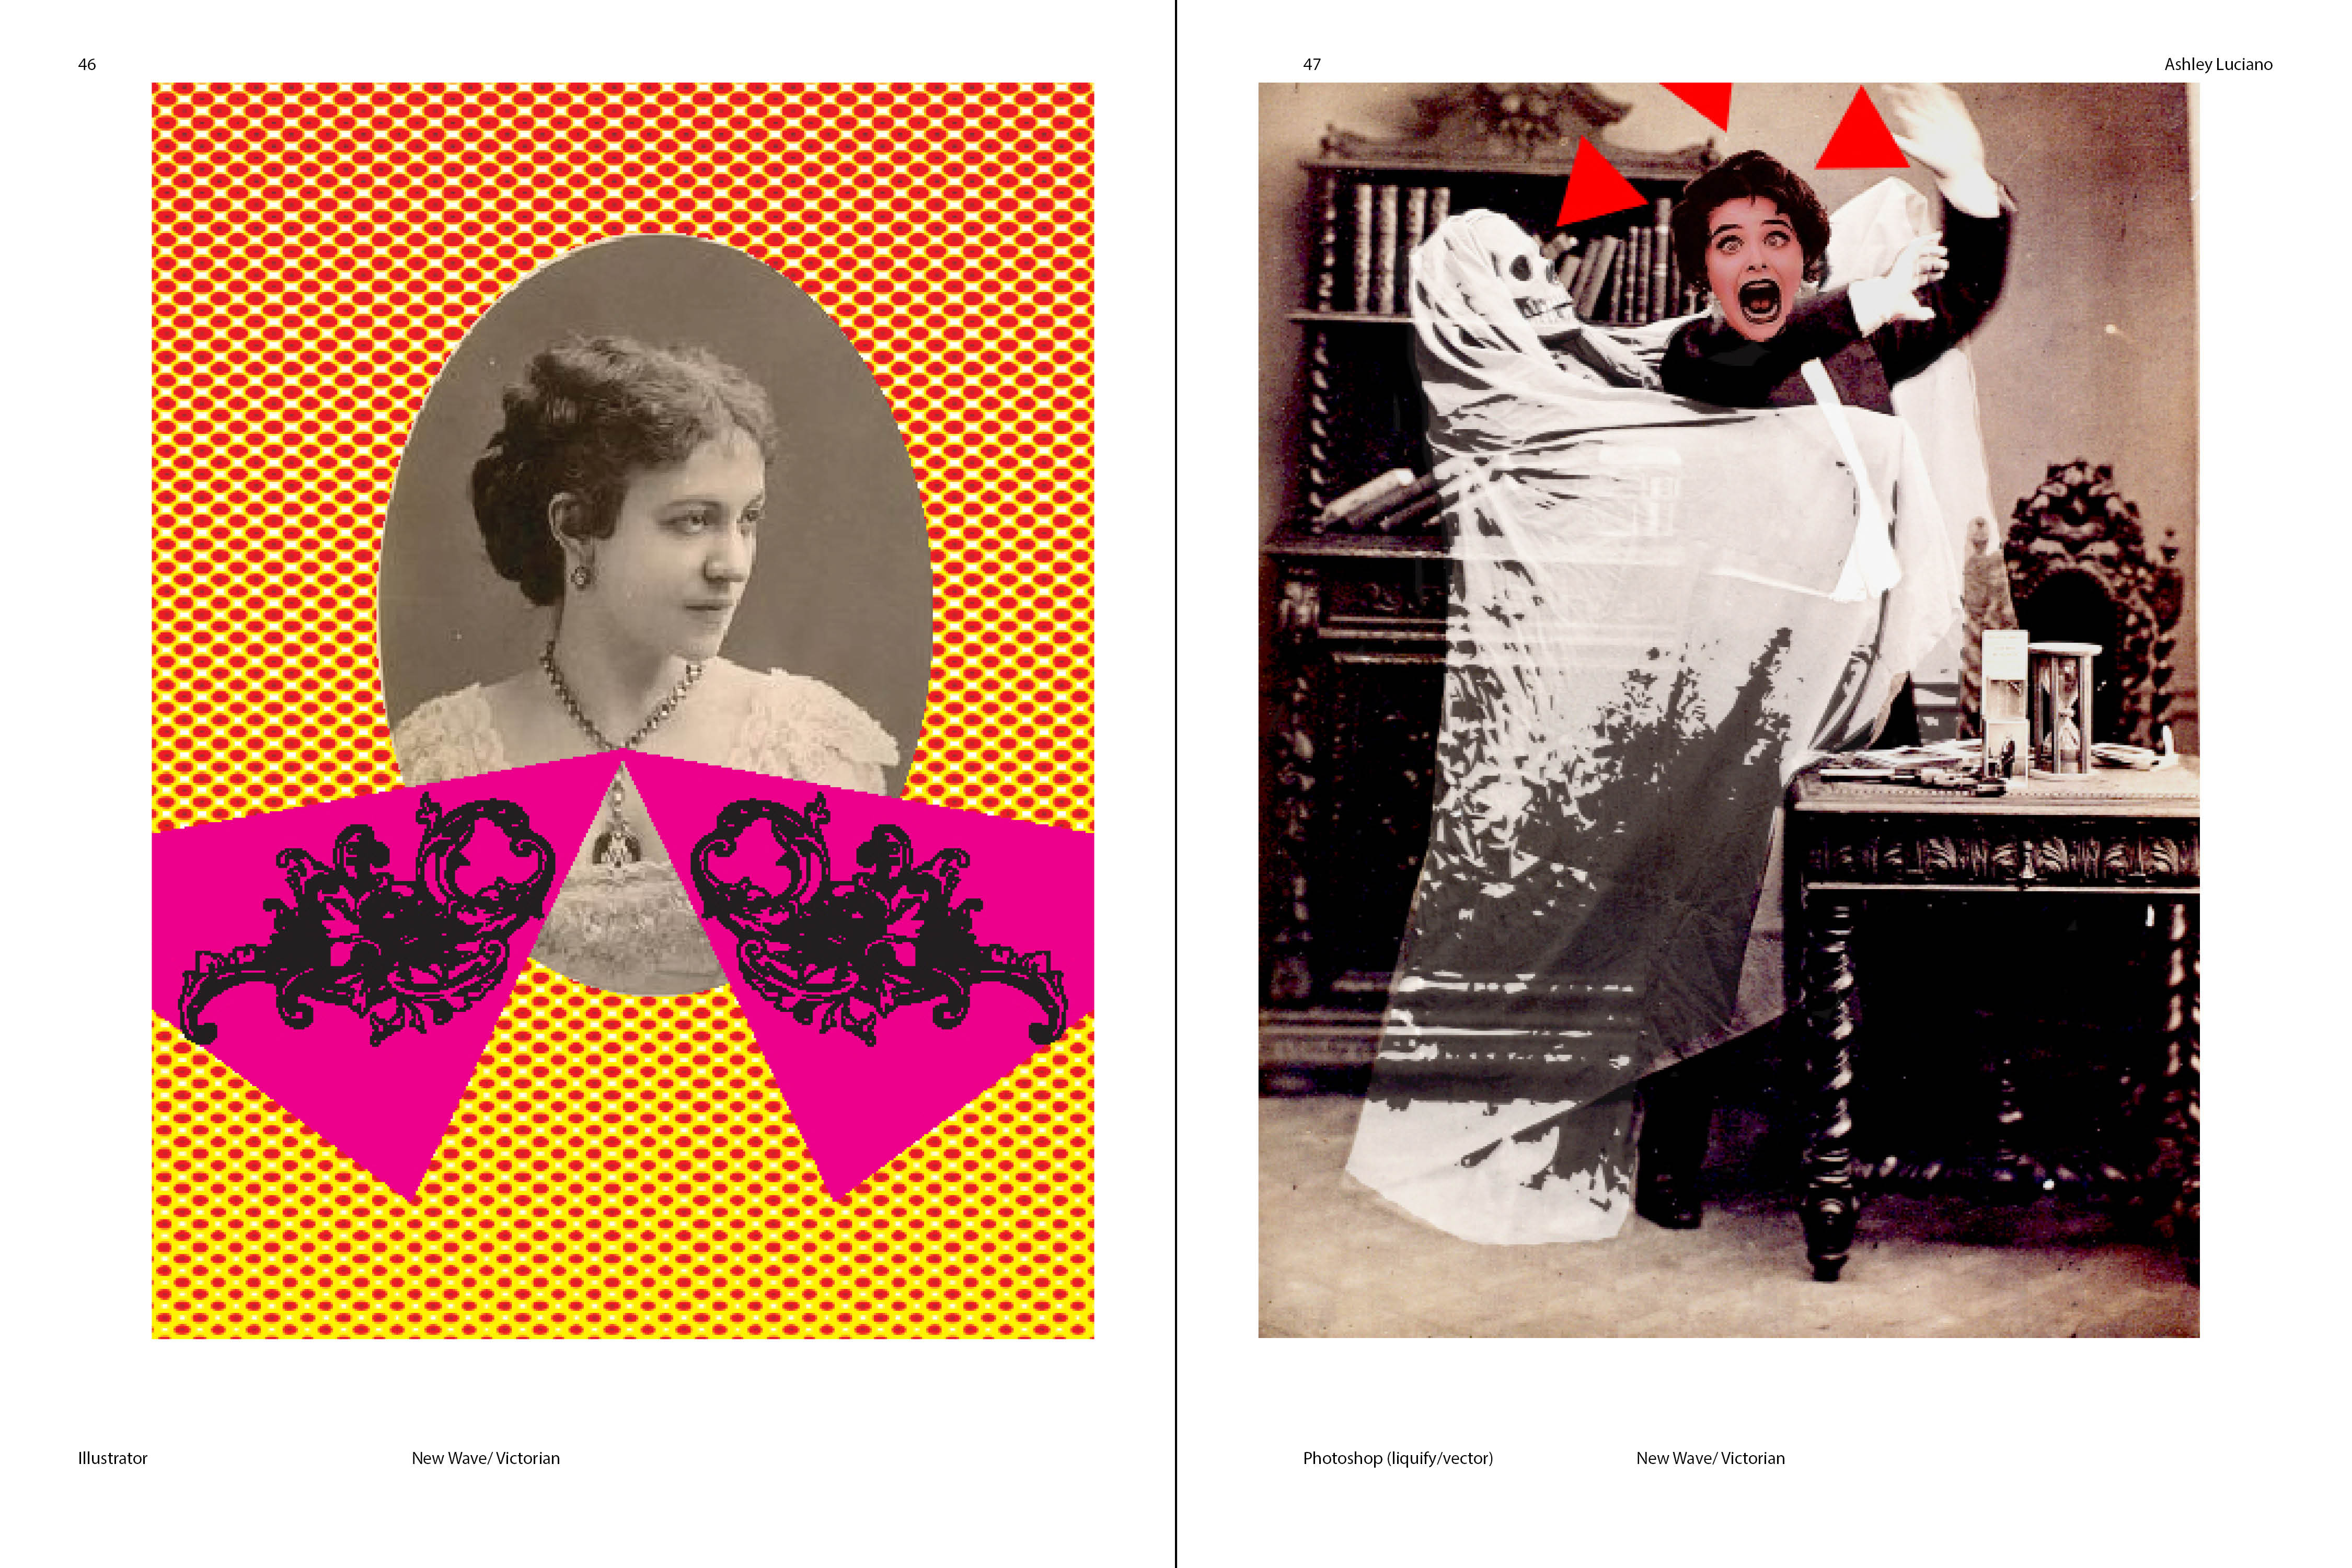 46
47
Ashley Luciano
Illustrator
New Wave/ Victorian
Photoshop (liquify/vector)
New Wave/ Victorian